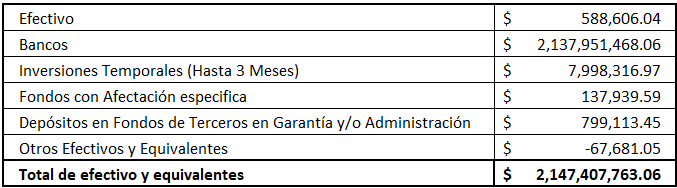 Efectivo $ 588,606.04
Bancos $ 2,137,951,468.06
Inversiones Temporales (Hasta 3 Meses) $ 7,998,316.97
Fondos con Afectación especifica $ 137,939.59
Depósitos en Fondos de Terceros en Garantía y/o Administración $ 799,113.45
Otros Efectivos y Equivalentes $ -67,681.05
Total de efectivo y equivalentes $ 2,147,407,763.06